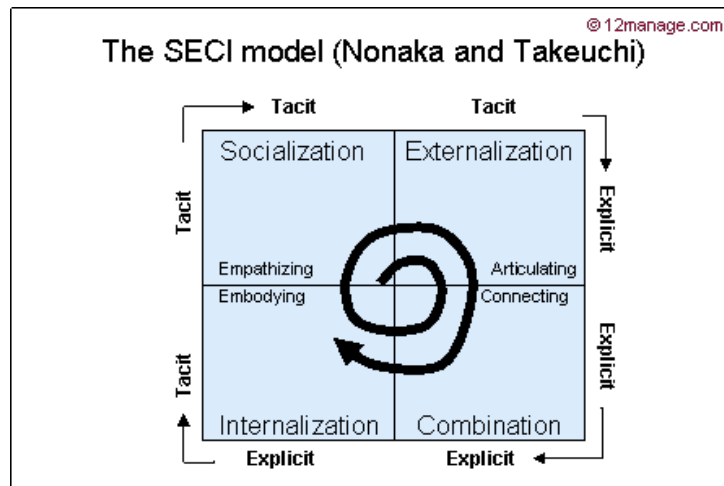 © 12manage.com
The SECI model (Nonaka and Takeuchi)
Tacit
Tacit
Socialization
Externalization
Tacit
Explicit
Empathizing
Articulating
Embodying
Connecting
Tacit
Explicit
Internalization
Combination
Explicit
Explicit